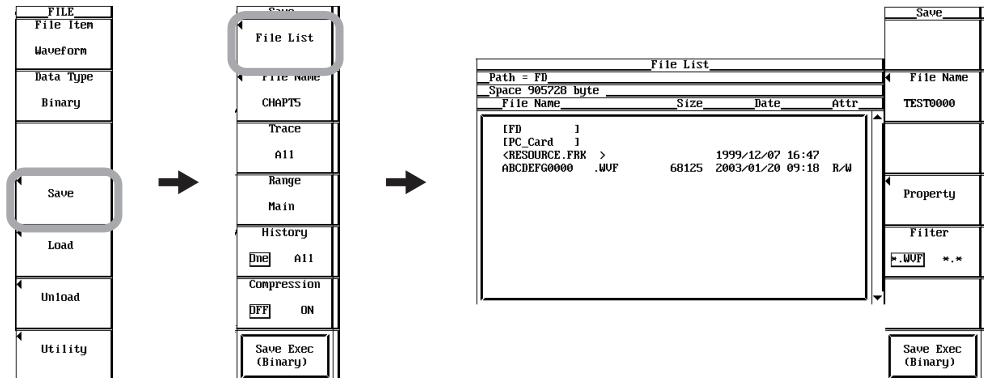 FILE
File Item
Waveform
Data Type
Binary
Save
Load
Unload
Utility
Save
File List
File Name
CHAPT5
Trace
All
Range
Main
History
One All
Compression
OFF ON
Save Exec
(Binary)
File List
Path = FD
Space 905728 byte
File Name Size Date Attr
[FD ]
[PC_Card ]
<RESOURCE.FRK > 1999/12/07 16:47
ABCDEFG0000 .WVF 68125 2003/01/20 09:18 R/W
Save
File Name
TEST0000
Property
Filter
*.WVF *.*
Save Exec
(Binary)